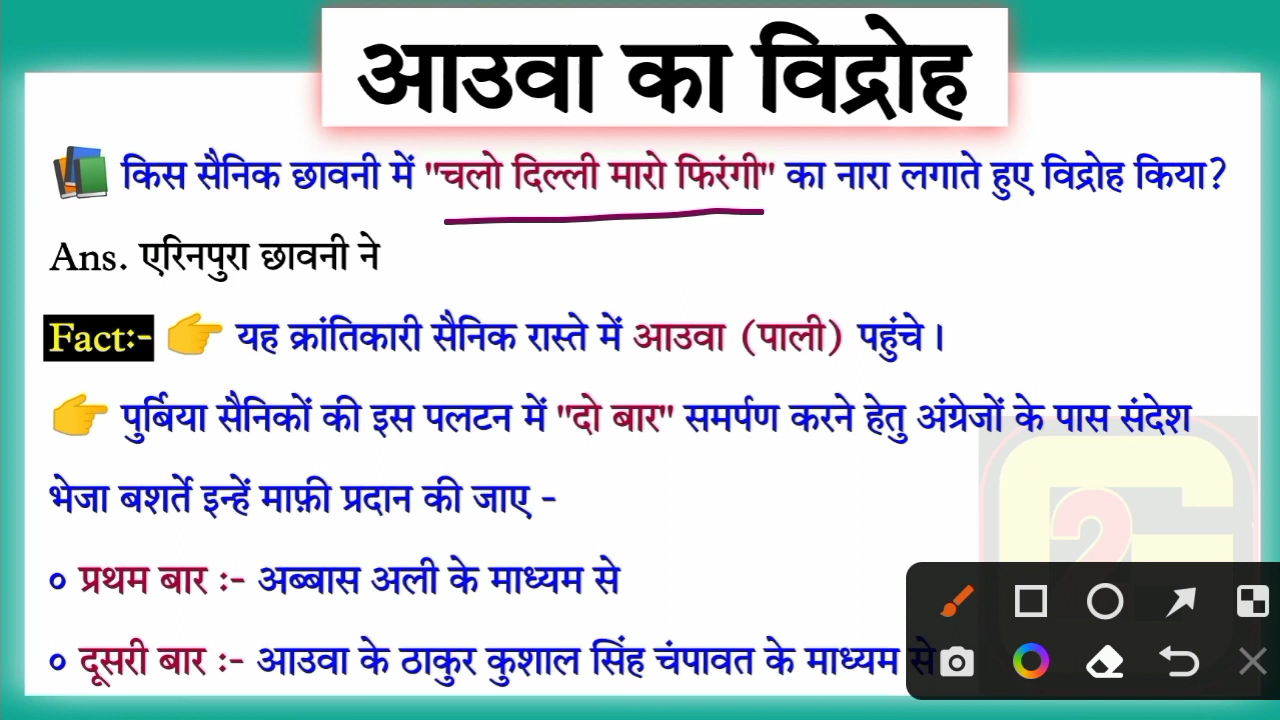 आउवा का विद्रोह
किस सैनिक छावनी में "चलो दिल्ली मारो फिरंगी" का नारा लगाते हुए विद्रोह किया?
Ans. एरिनपुरा छावनी ने
Fact:- यह क्रांतिकारी सैनिक रास्ते में आउवा (पाली) पहुंचे।
पुर्बिया सैनिकों की इस पलटन में "दो बार" समर्पण करने हेतु अंग्रेजों के पास संदेश
भेजा बशर्ते इन्हें माफ़ी प्रदान की जाए -
० प्रथम बार :- अब्बास अली के माध्यम से
० दूसरी बार :- आउवा के ठाकुर कुशाल सिंह चंपावत के माध्यम से
2G